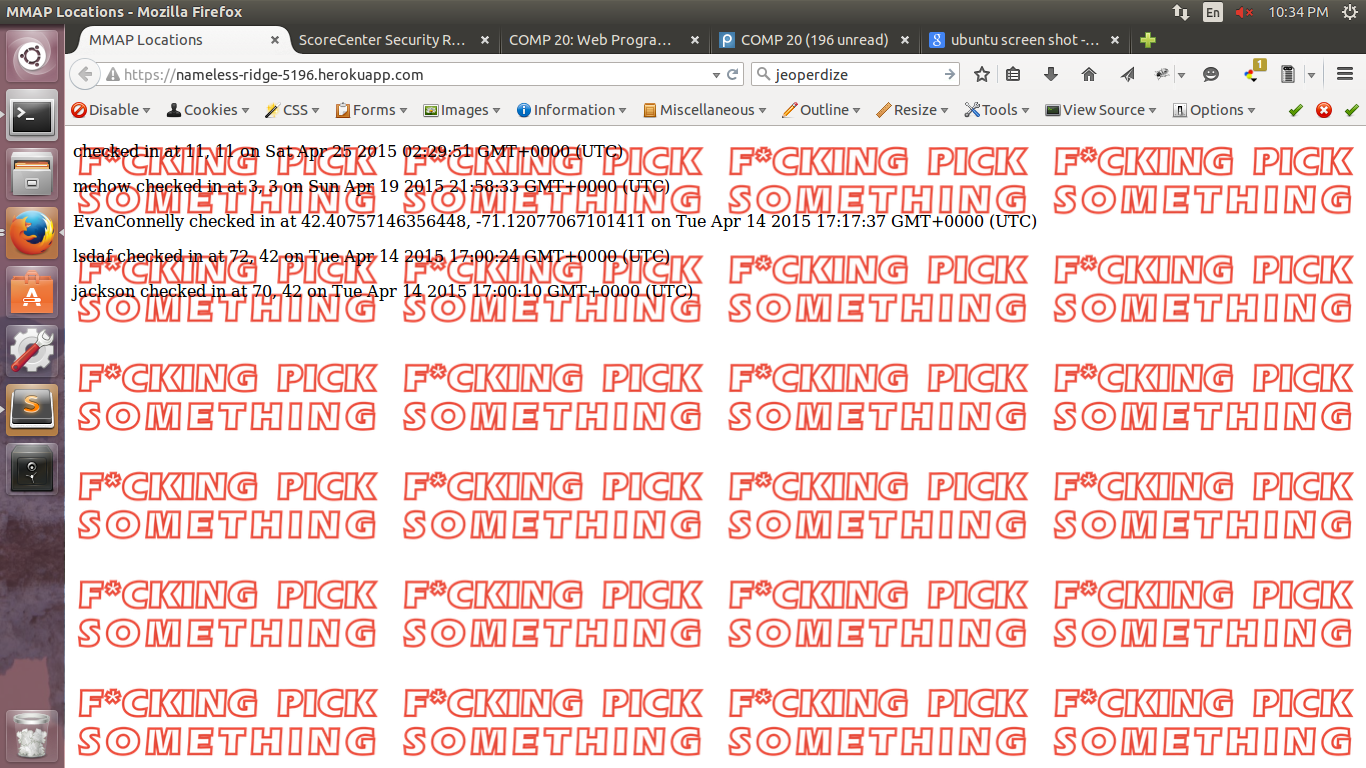 MMAP Locations - Mozilla Firefox
En
10:34 PM
MMAP Locations
ScoreCenter Security R...
COMP 20: Web Progra...
COMP 20 (196 unread)
ubuntu screen shot -...
https://nameless-ridge-5196.herokuapp.com
jeoperdize
1
Disable
Cookies
CSS
Forms
Images
Information
Miscellaneous
Outline
Resize
Tools
View Source
Options
checked in at 11, 11 on Sat Apr 25 2015 02:29:51 GMT+0000 (UTC)
mchow checked in at 3, 3 on Sun Apr 19 2015 21:58:33 GMT+0000 (UTC)
EvanConnelly checked in at 42.40757146356448, -71.12077067101411 on Tue Apr 14 2015 17:17:37 GMT+0000 (UTC)
lsdaf checked in at 72, 42 on Tue Apr 14 2015 17:00:24 GMT+0000 (UTC)
jackson checked in at 70, 42 on Tue Apr 14 2015 17:00:10 GMT+0000 (UTC)
F*CKING PICK F*CKING PICK F*CKING PICK F*CKING PICK
SOMETHING SOMETHING SOMETHING SOMETHING
F*CKING PICK F*CKING PICK F*CKING PICK F*CKING PICK
SOMETHING SOMETHING SOMETHING SOMETHING
F*CKING PICK F*CKING PICK F*CKING PICK F*CKING PICK
SOMETHING SOMETHING SOMETHING SOMETHING
F*CKING PICK F*CKING PICK F*CKING PICK F*CKING PICK
SOMETHING SOMETHING SOMETHING SOMETHING
F*CKING PICK F*CKING PICK F*CKING PICK F*CKING PICK
SOMETHING SOMETHING SOMETHING SOMETHING
F*CKING PICK F*CKING PICK F*CKING PICK F*CKING PICK
SOMETHING SOMETHING SOMETHING SOMETHING